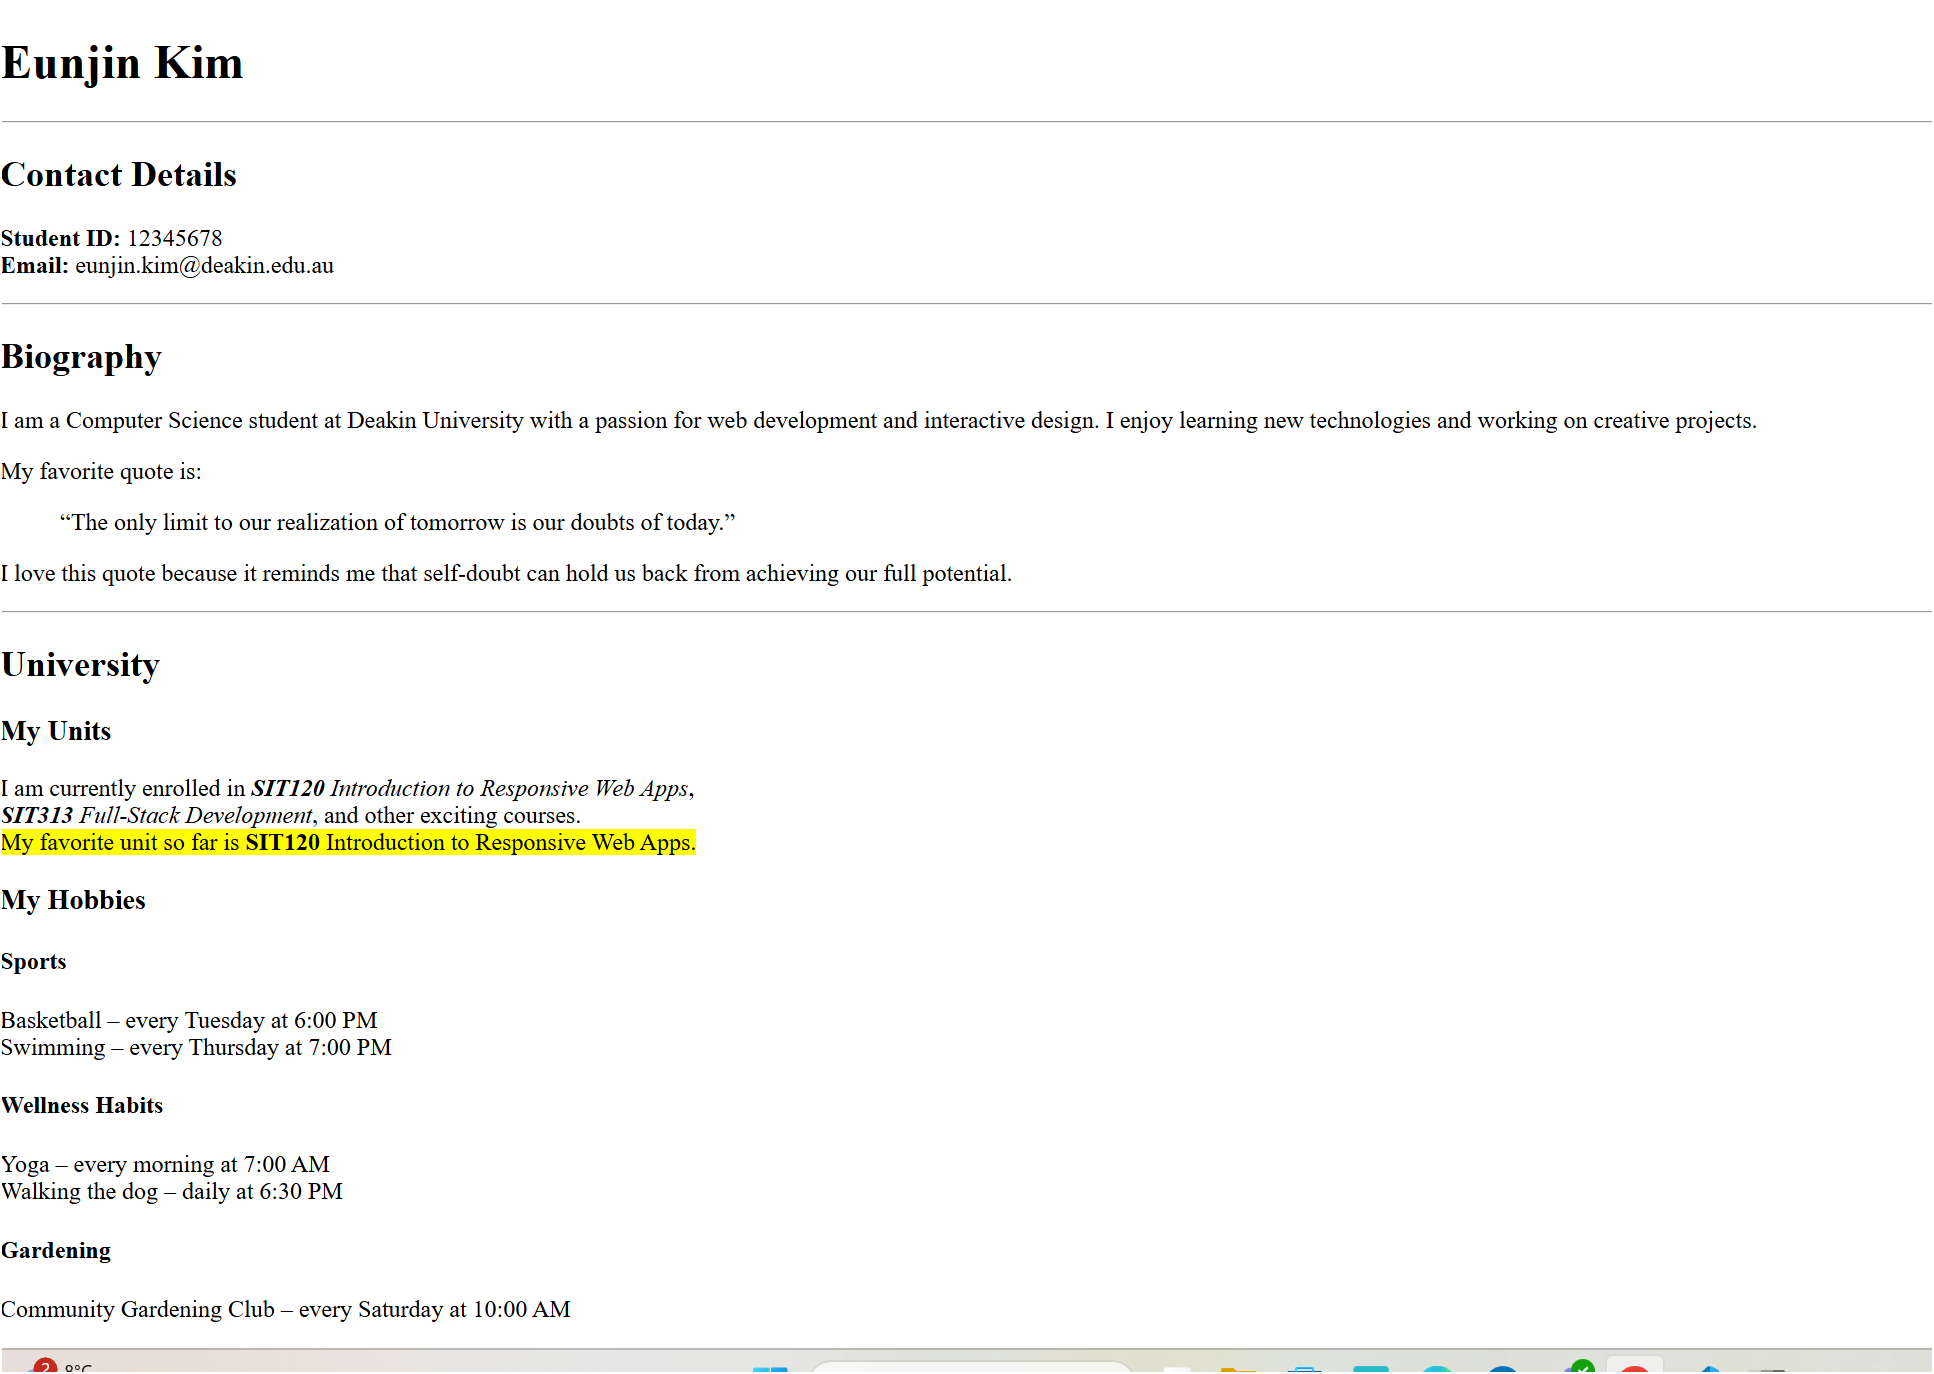 Eunjin Kim
Contact Details
Student ID: 12345678
Email: eunjin.kim@deakin.edu.au
Biography
I am a Computer Science student at Deakin University with a passion for web development and interactive design. I enjoy learning new technologies and working on creative projects.
My favorite quote is:
“The only limit to our realization of tomorrow is our doubts of today.”
I love this quote because it reminds me that self-doubt can hold us back from achieving our full potential.
University
My Units
I am currently enrolled in SIT120 Introduction to Responsive Web Apps,
SIT313 Full-Stack Development, and other exciting courses.
My favorite unit so far is SIT120 Introduction to Responsive Web Apps.
My Hobbies
Sports
Basketball – every Tuesday at 6:00 PM
Swimming – every Thursday at 7:00 PM
Wellness Habits
Yoga – every morning at 7:00 AM
Walking the dog – daily at 6:30 PM
Gardening
Community Gardening Club – every Saturday at 10:00 AM
2 8°C